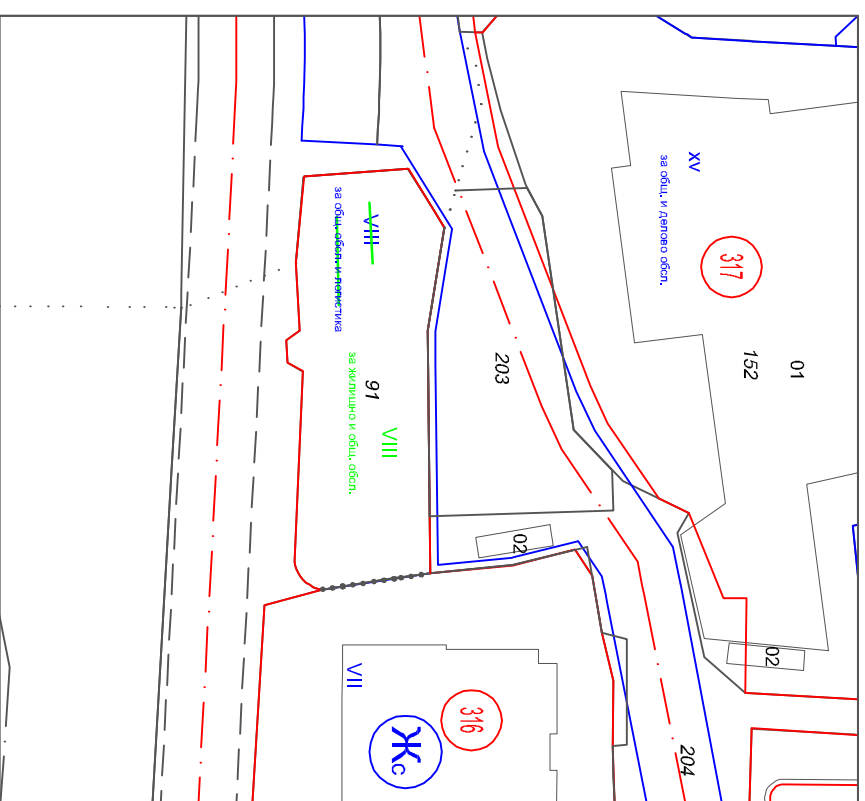 XV
за общ. и делово обсл.
317
01
152
VIII
за общ. обсл. и логистика
203
91
VIII
за жилищно и общ. обсл.
02
02
VII
316
Жс
204